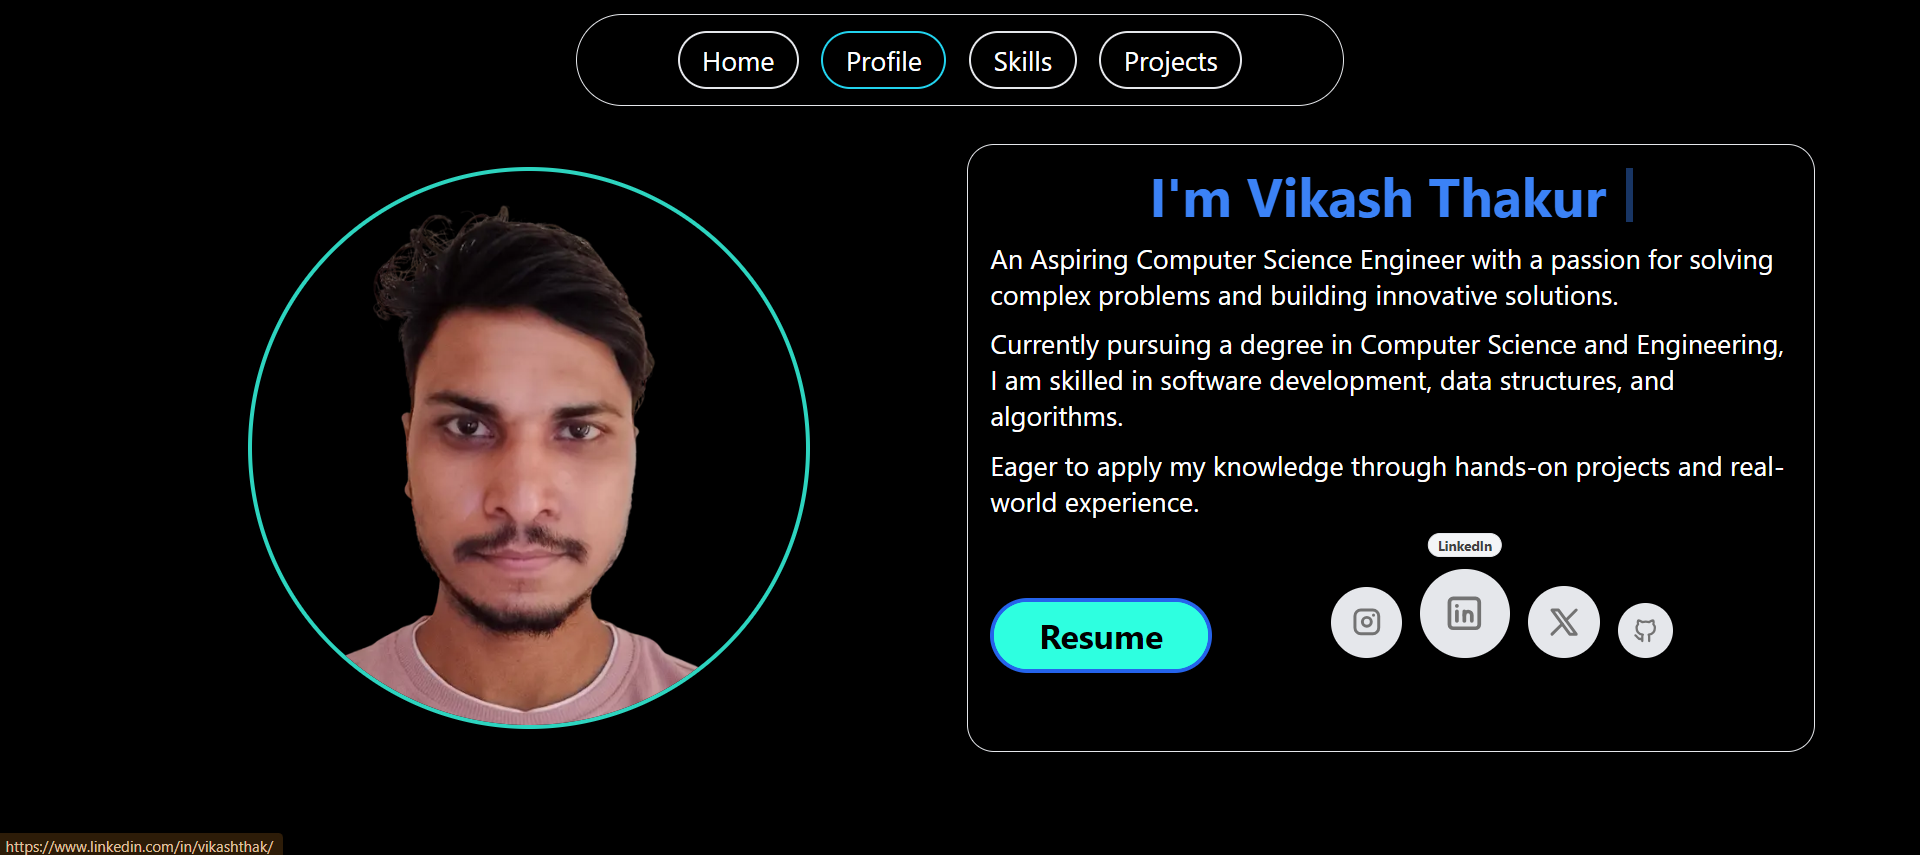 Home Profile Skills Projects
I'm Vikash Thakur
An Aspiring Computer Science Engineer with a passion for solving
complex problems and building innovative solutions.
Currently pursuing a degree in Computer Science and Engineering,
I am skilled in software development, data structures, and
algorithms.
Eager to apply my knowledge through hands-on projects and real-
world experience.
LinkedIn
Resume
https://www.linkedin.com/in/vikashthak/